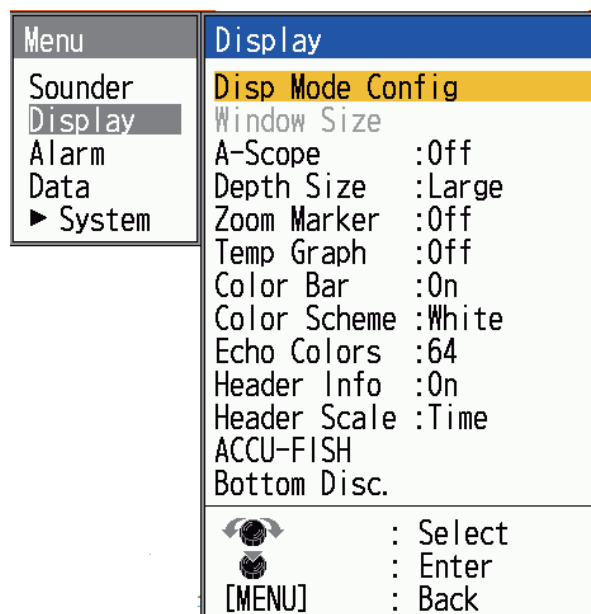 Menu
Sounder
Display
Alarm
Data
► System
Display
Disp Mode Config
Window Size
A-Scope :Off
Depth Size :Large
Zoom Marker :Off
Temp Graph :Off
Color Bar :On
Color Scheme :White
Echo Colors :64
Header Info :On
Header Scale :Time
ACCU-FISH
Bottom Disc.
: Select
: Enter
[MENU] : Back